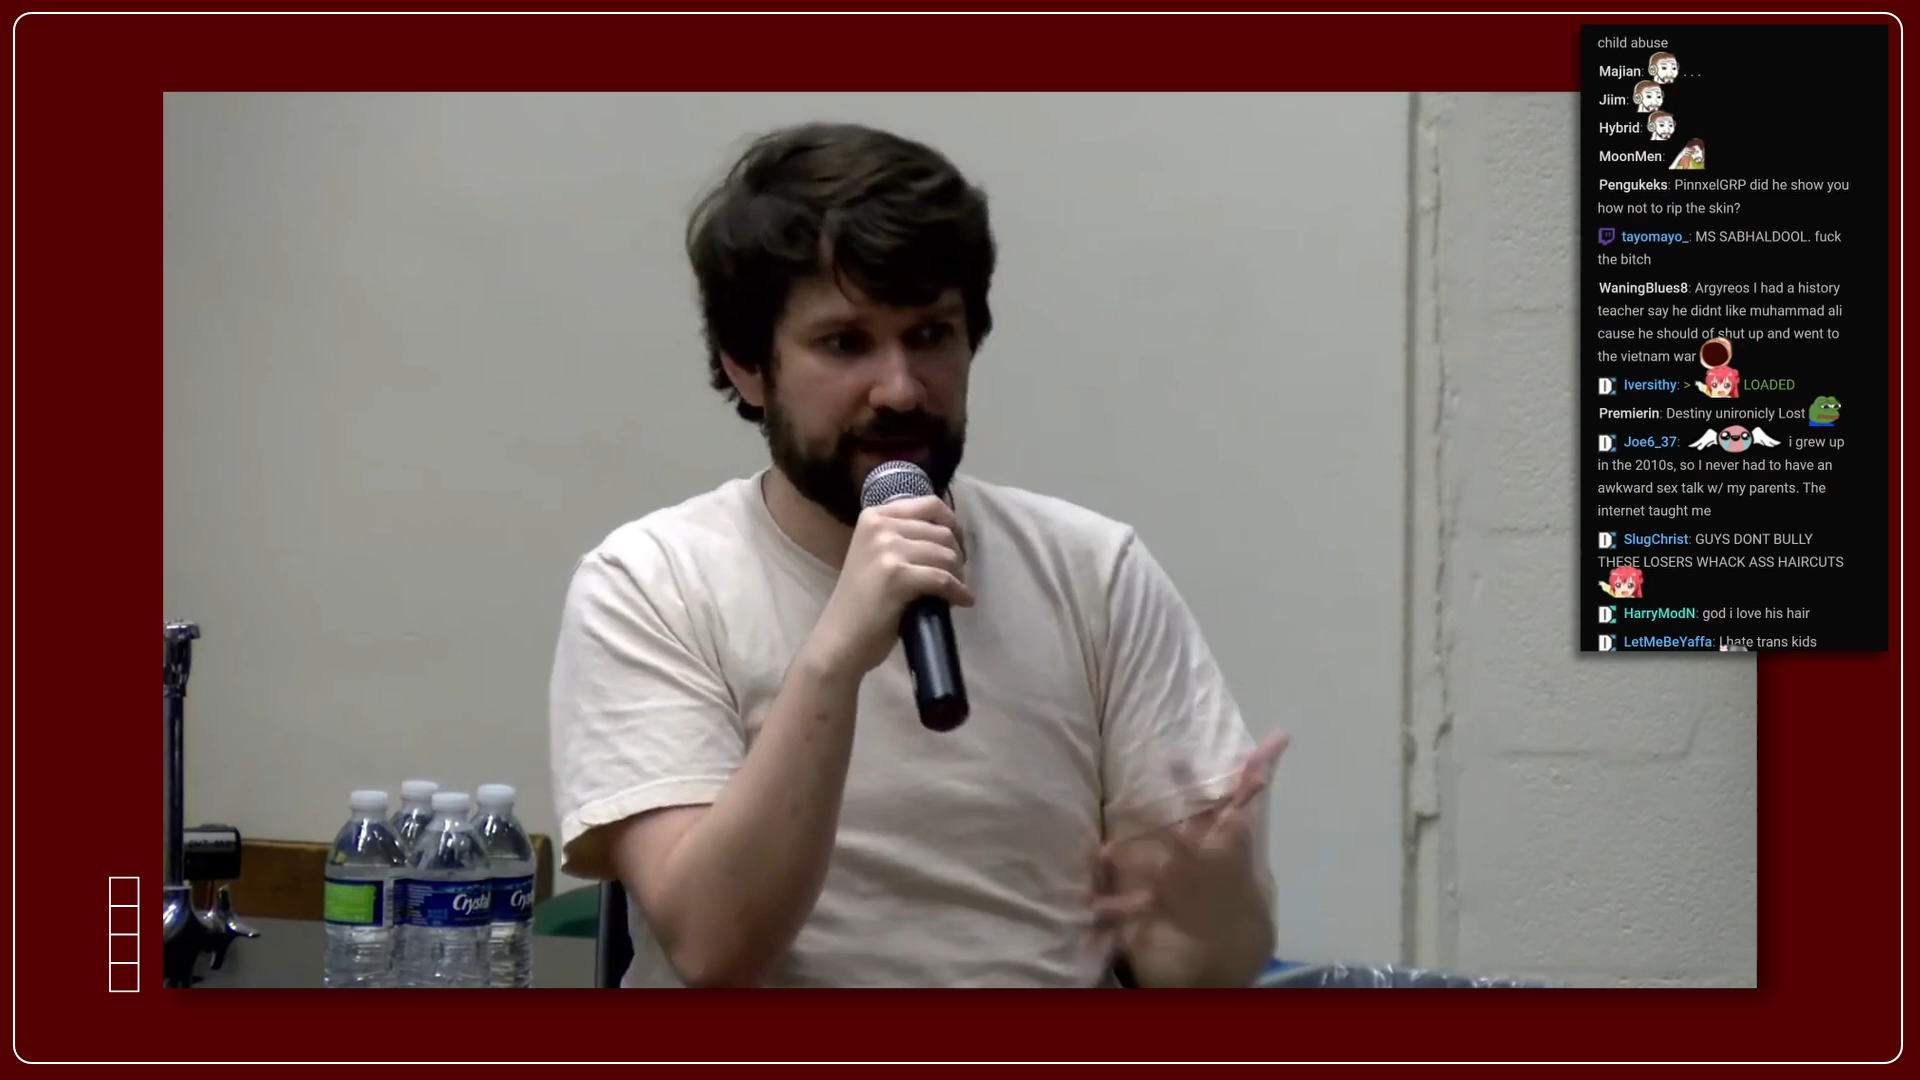 child abuse
Majian: . . .
Jiim:
Hybrid:
MoonMen:
Pengukeks: PinnxelGRP did he show you
how not to rip the skin?
tayomayo_: MS SABHALDOOL. fuck
the bitch
WaningBlues8: Argyreos I had a history
teacher say he didnt like muhammad ali
cause he should of shut up and went to
the vietnam war
Iversithy: > LOADED
Premierin: Destiny unironicly Lost
Joe6_37: i grew up
in the 2010s, so I never had to have an
awkward sex talk w/ my parents. The
internet taught me
SlugChrist: GUYS DONT BULLY
THESE LOSERS WHACK ASS HAIRCUTS
HarryModN: god i love his hair
LetMeBeYaffa: I hate trans kids
Crystal
Cry